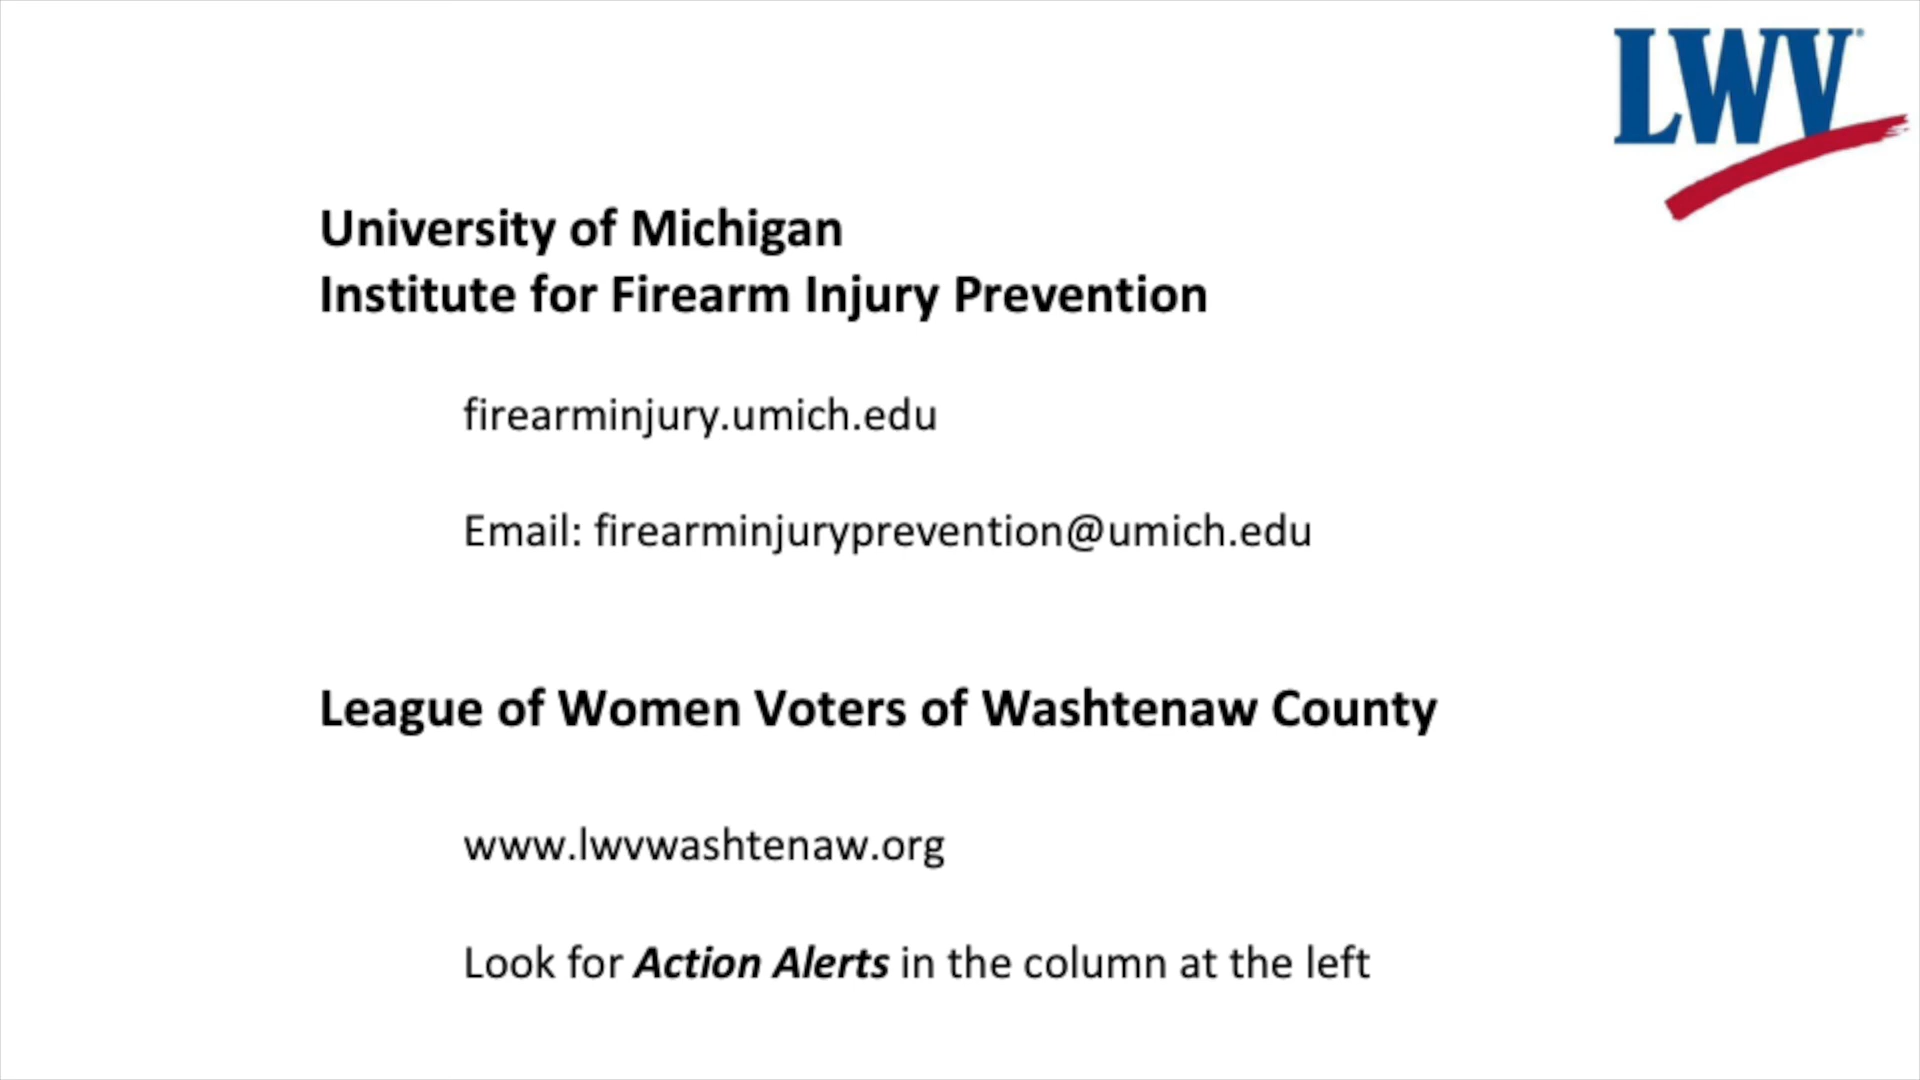 LWV
University of Michigan
Institute for Firearm Injury Prevention
firearminjury.umich.edu
Email: firearminjuryprevention@umich.edu
League of Women Voters of Washtenaw County
www.lwvwashtenaw.org
Look for Action Alerts in the column at the left